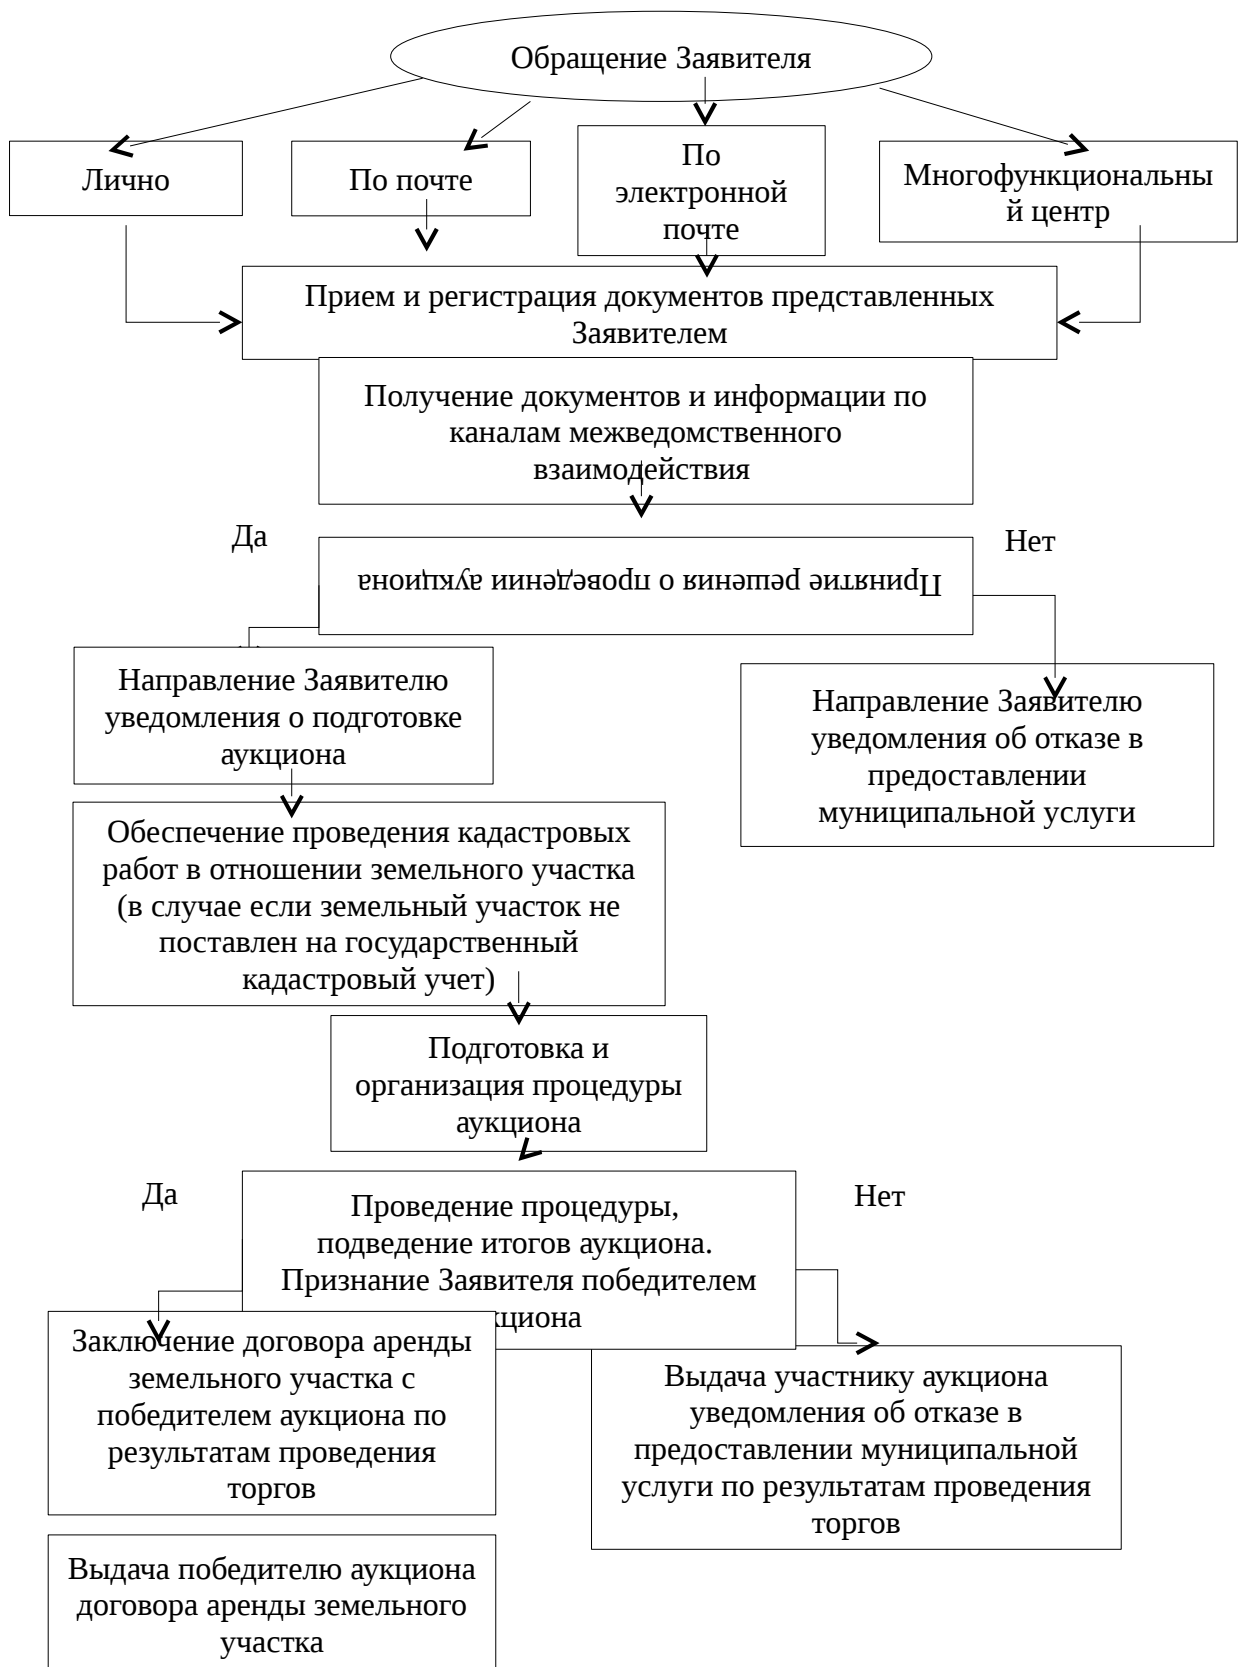 Обращение Заявителя
Лично
По почте
По
электронной
почте
Многофункциональны
й центр
Прием и регистрация документов представленных
Заявителем
Получение документов и информации по
каналам межведомственного
взаимодействия
Да
Нет
Принятие решения о проведении аукциона
Направление Заявителю
уведомления о подготовке
аукциона
Направление Заявителю
уведомления об отказе в
предоставлении
муниципальной услуги
Обеспечение проведения кадастровых
работ в отношении земельного участка
(в случае если земельный участок не
поставлен на государственный
кадастровый учет)
Подготовка и
организация процедуры
аукциона
Да
Нет
Проведение процедуры,
подведение итогов аукциона.
Признание Заявителя победителем
Заключение договора аренды
земельного участка с
победителем аукциона по
результатам проведения
торгов
Выдача участнику аукциона
уведомления об отказе в
предоставлении муниципальной
услуги по результатам проведения
торгов
Выдача победителю аукциона
договора аренды земельного
участка